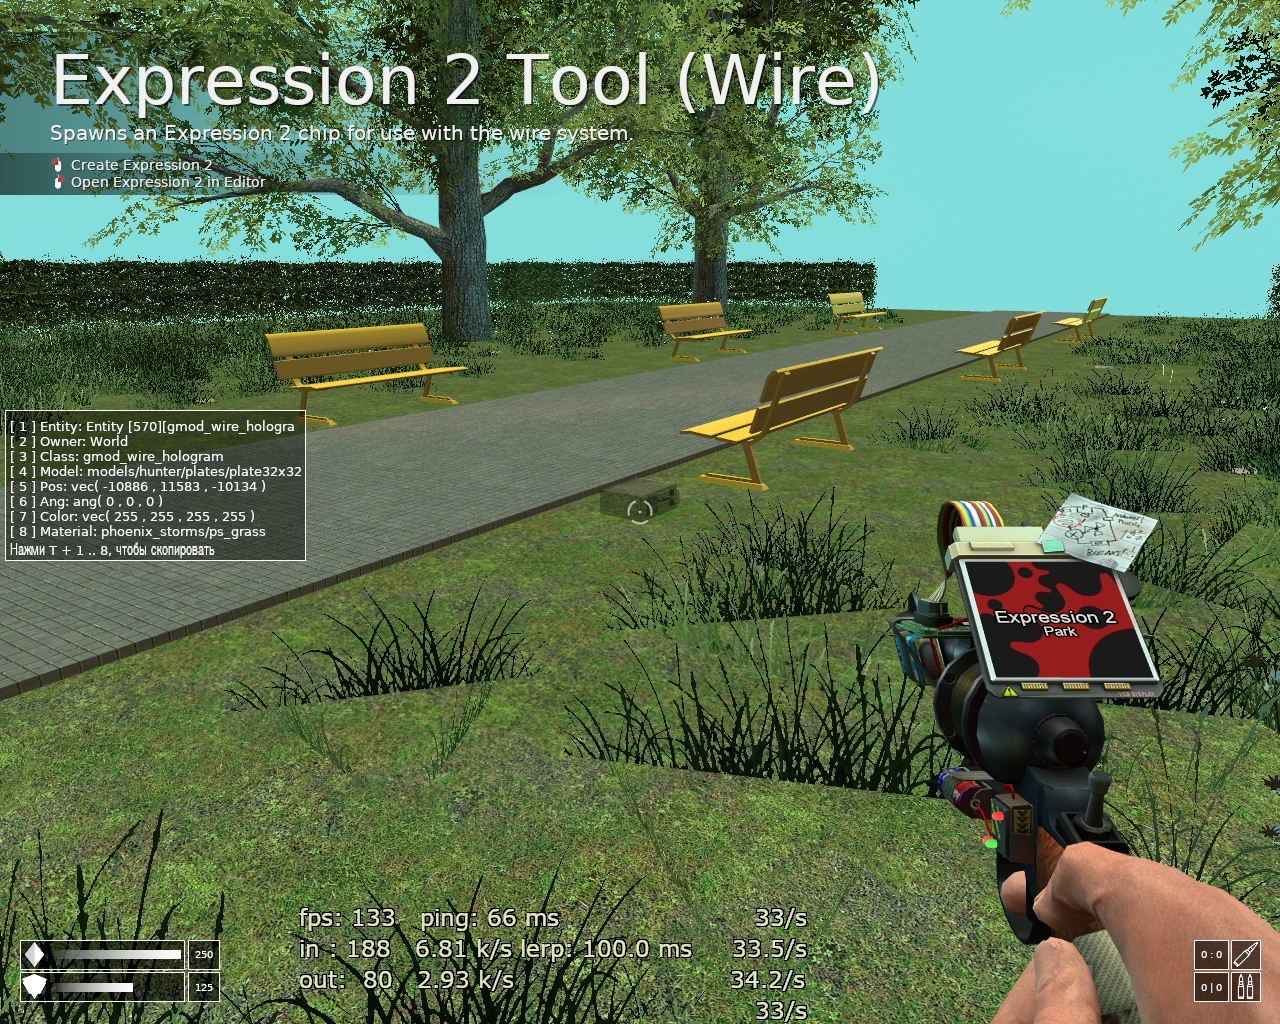 Expression 2 Tool (Wire)
Spawns an Expression 2 chip for use with the wire system.
Create Expression 2
Open Expression 2 in Editor
[ 1 ] Entity: Entity [570][gmod_wire_hologra
[ 2 ] Owner: World
[ 3 ] Class: gmod_wire_hologram
[ 4 ] Model: models/hunter/plates/plate32x32
[ 5 ] Pos: vec( -10886 , 11583 , -10134 )
[ 6 ] Ang: ang( 0 , 0 , 0 )
[ 7 ] Color: vec( 255 , 255 , 255 , 255 )
[ 8 ] Material: phoenix_storms/ps_grass
Нажми T + 1 .. 8, чтобы скопировать
Expression 2
Park
LCD DISPLAY
fps: 133 ping: 66 ms 33/s
in : 188 6.81 k/s lerp: 100.0 ms 33.5/s
out: 80 2.93 k/s 34.2/s
33/s
250
125
0 : 0
0 | 0